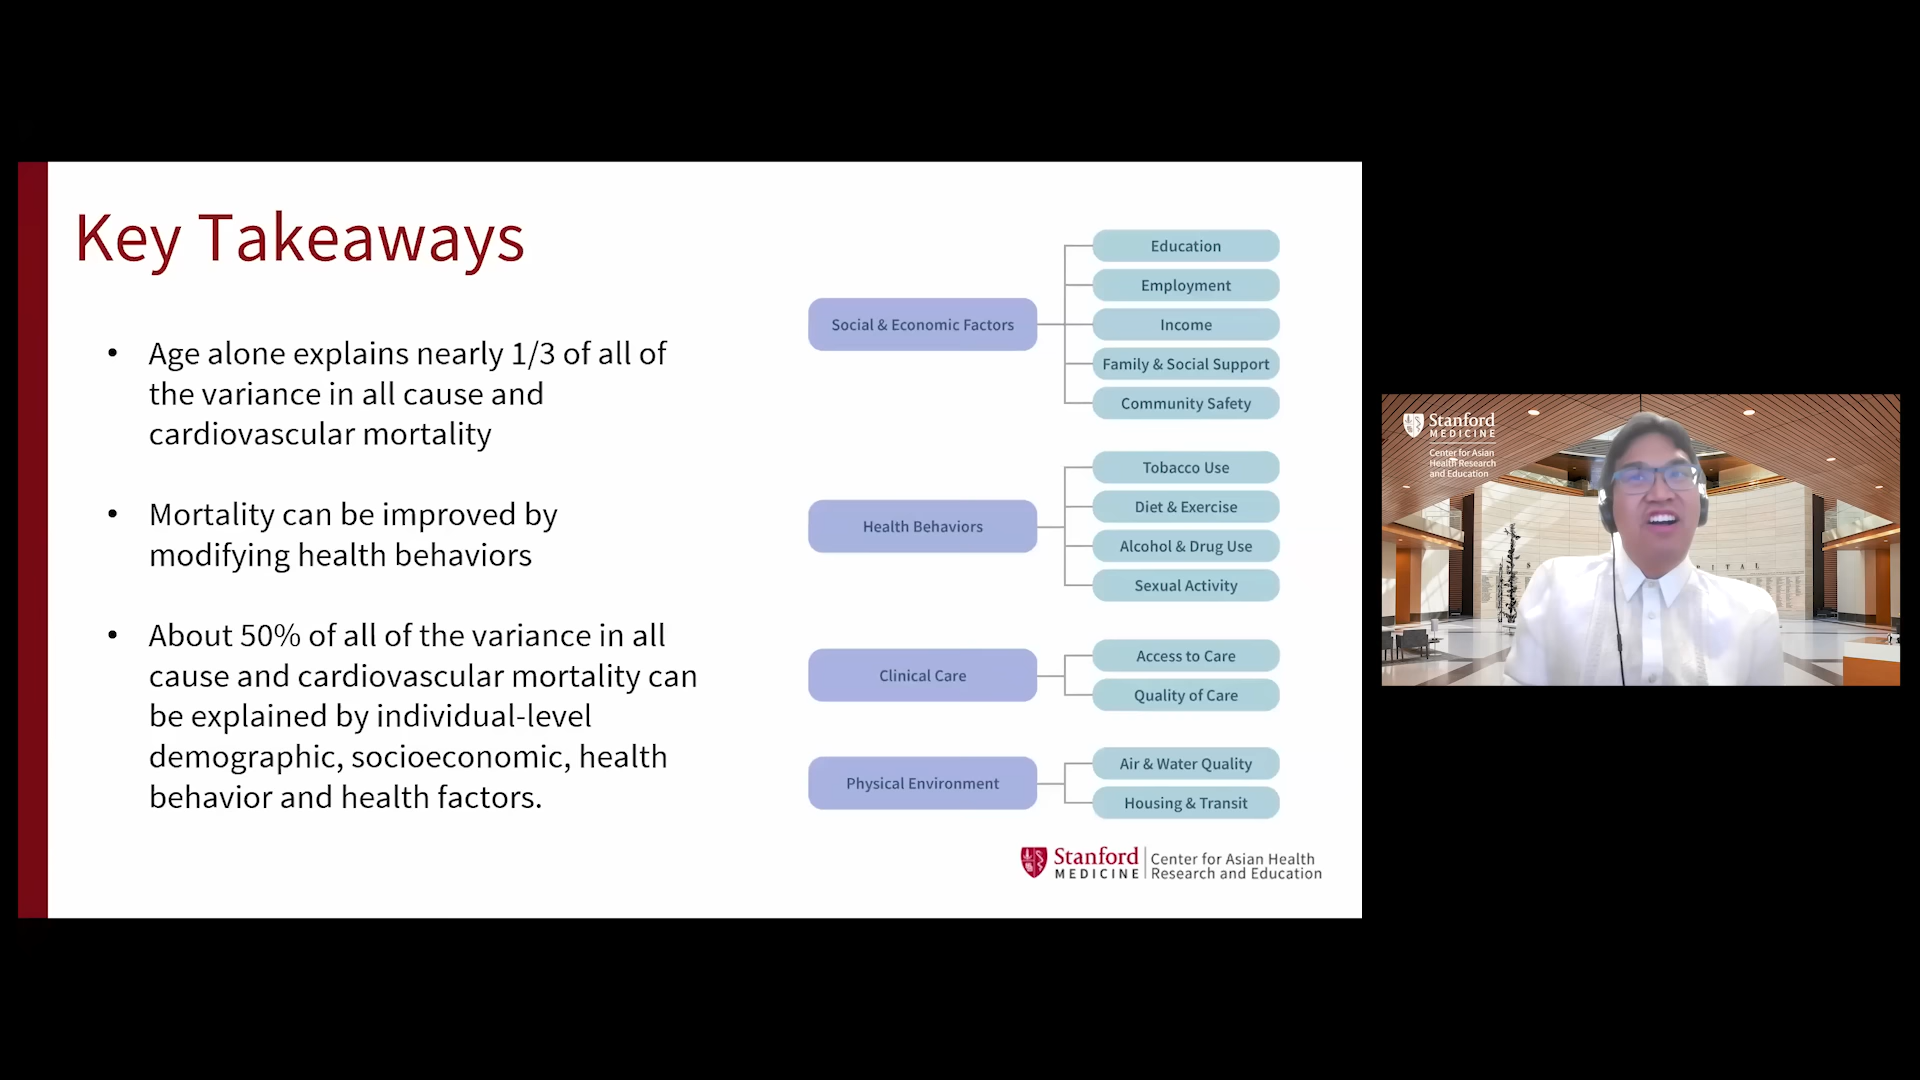 Key Takeaways
• Age alone explains nearly 1/3 of all of
the variance in all cause and
cardiovascular mortality
• Mortality can be improved by
modifying health behaviors
• About 50% of all of the variance in all
cause and cardiovascular mortality can
be explained by individual-level
demographic, socioeconomic, health
behavior and health factors.
Social & Economic Factors
Education
Employment
Income
Family & Social Support
Community Safety
Health Behaviors
Tobacco Use
Diet & Exercise
Alcohol & Drug Use
Sexual Activity
Clinical Care
Access to Care
Quality of Care
Physical Environment
Air & Water Quality
Housing & Transit
Stanford
MEDICINE
Center for Asian Health
Research and Education
Stanford
MEDICINE
Center for Asian
Health Research
and Education